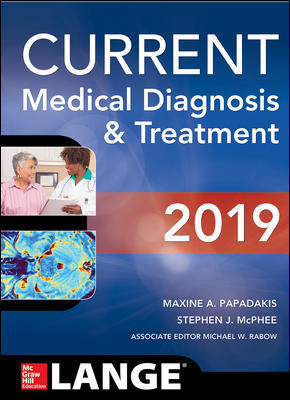 CURRENT
Medical Diagnosis
& Treatment
2019
MAXINE A. PAPADAKIS
STEPHEN J. McPHEE
ASSOCIATE EDITOR MICHAEL W. RABOW
Mc
Graw
Hill
Education
LANGE®